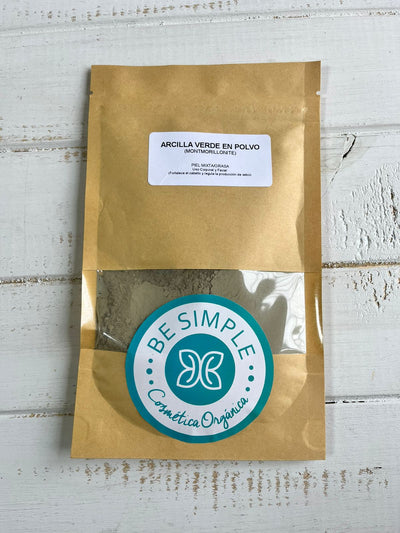 ARCILLA VERDE EN POLVO
(MONTMORILLONITE)
PIEL MIXTA/GRASA
Uso Corporal y Facial
(Fortalece el cabello y regula la producción de sebo)
BE SIMPLE
Cosmética Orgánica